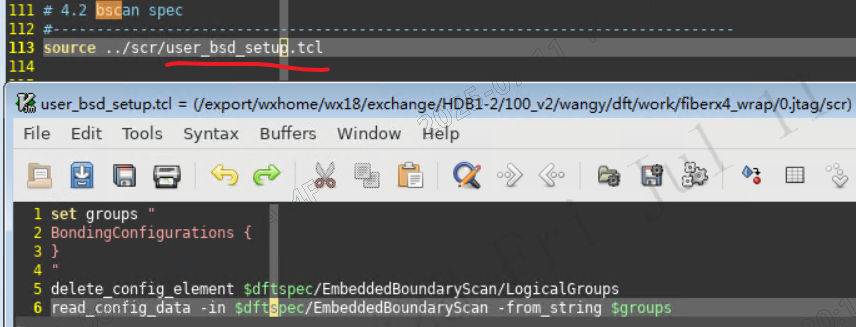 111 # 4.2 bscan spec
112 #------------------------------------------------------------------------
113 source ../scr/user_bsd_setup.tcl
114
user_bsd_setup.tcl = (/export/wxhome/wx18/exchange/HDB1-2/100_v2/wangy/dft/work/fiberx4_wrap/0.jtag/scr)
File Edit Tools Syntax Buffers Window Help
1 set groups "
2 BondingConfigurations {
3 }
4 "
5 delete_config_element $dftspec/EmbeddedBoundaryScan/LogicalGroups
6 read_config_data -in $dftspec/EmbeddedBoundaryScan -from_string $groups